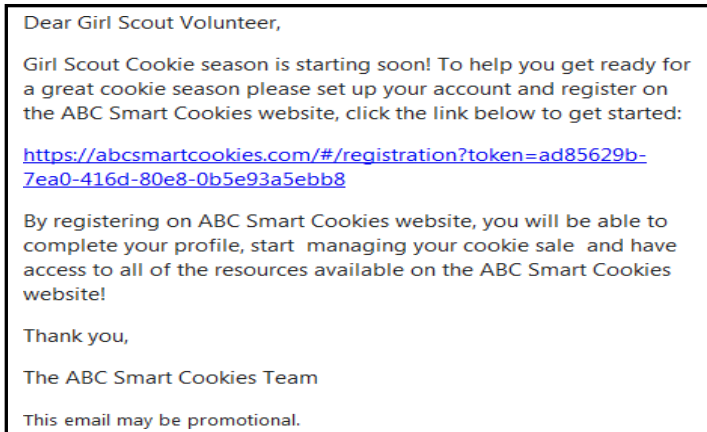 Dear Girl Scout Volunteer,
Girl Scout Cookie season is starting soon! To help you get ready for
a great cookie season please set up your account and register on
the ABC Smart Cookies website, click the link below to get started:
https://abcsmartcookies.com/#/registration?token=ad85629b-
7ea0-416d-80e8-0b5e93a5ebb8
By registering on ABC Smart Cookies website, you will be able to
complete your profile, start  managing your cookie sale  and have
access to all of the resources available on the ABC Smart Cookies
website!
Thank you,
The ABC Smart Cookies Team
This email may be promotional.